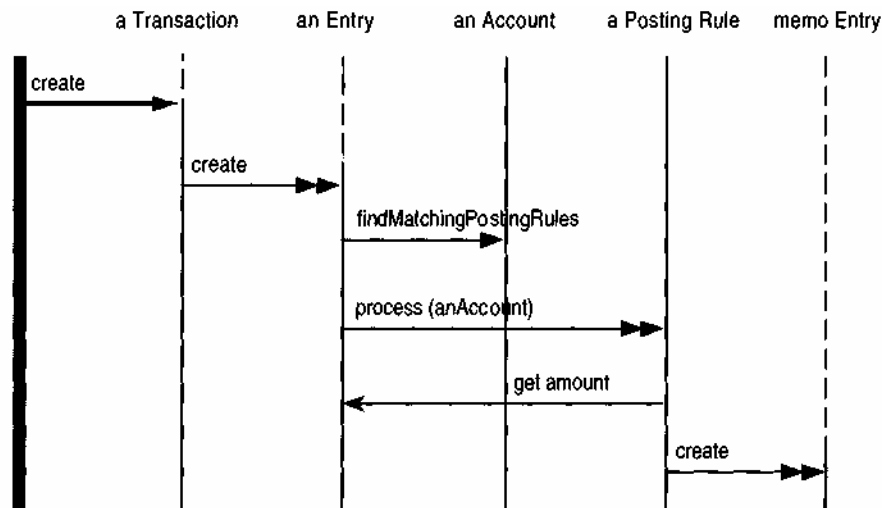 a Transaction an Entry an Account a Posting Rule memo Entry
create
create
findMatchingPostingRules
process (anAccount)
get amount
create